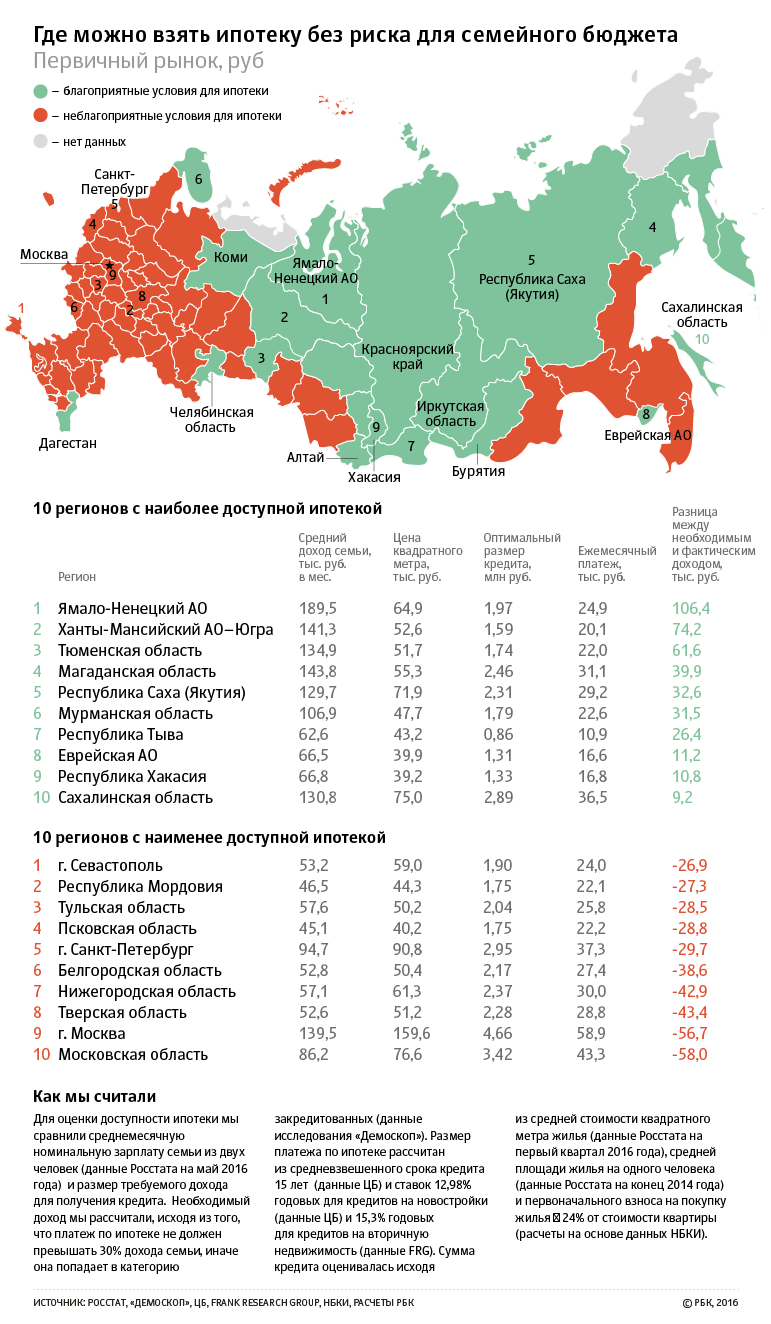 Где можно взять ипотеку без риска для семейного бюджета
Первичный рынок, руб
– благоприятные условия для ипотеки
– неблагоприятные условия для ипотеки
– нет данных
Санкт-
Петербург
5
6
4
Москва
9
3
8
6
2
1
Коми
Ямало-
Ненецкий АО
1
2
3
5
Республика Саха
(Якутия)
4
Сахалинская
область
10
Красноярский
край
Иркутская
область
9
7
8
Еврейская АО
Челябинская
область
Дагестан
Алтай
Хакасия
Бурятия
10 регионов с наиболее доступной ипотекой
Регион
Средний
доход семьи,
тыс. руб.
в мес.
Цена
квадратного
метра,
тыс. руб.
Оптимальный
размер
кредита,
млн руб.
Ежемесячный
платеж,
тыс. руб.
Разница
между
необходимым
и фактическим
доходом,
тыс. руб.
1 Ямало-Ненецкий АО 189,5 64,9 1,97 24,9 106,4
2 Ханты-Мансийский АО–Югра 141,3 52,6 1,59 20,1 74,2
3 Тюменская область 134,9 51,7 1,74 22,0 61,6
4 Магаданская область 143,8 55,3 2,46 31,1 39,9
5 Республика Саха (Якутия) 129,7 71,9 2,31 29,2 32,6
6 Мурманская область 106,9 47,7 1,79 22,6 31,5
7 Республика Тыва 62,6 43,2 0,86 10,9 26,4
8 Еврейская АО 66,5 39,9 1,31 16,6 11,2
9 Республика Хакасия 66,8 39,2 1,33 16,8 10,8
10 Сахалинская область 130,8 75,0 2,89 36,5 9,2
10 регионов с наименее доступной ипотекой
1 г. Севастополь 53,2 59,0 1,90 24,0 -26,9
2 Республика Мордовия 46,5 44,3 1,75 22,1 -27,3
3 Тульская область 57,6 50,2 2,04 25,8 -28,5
4 Псковская область 45,1 40,2 1,75 22,2 -28,8
5 г. Санкт-Петербург 94,7 90,8 2,95 37,3 -29,7
6 Белгородская область 52,8 50,4 2,17 27,4 -38,6
7 Нижегородская область 57,1 61,3 2,37 30,0 -42,9
8 Тверская область 52,6 51,2 2,28 28,8 -43,4
9 г. Москва 139,5 159,6 4,66 58,9 -56,7
10 Московская область 86,2 76,6 3,42 43,3 -58,0
Как мы считали
Для оценки доступности ипотеки мы
сравнили среднемесячную
номинальную зарплату семьи из двух
человек (данные Росстата на май 2016
года) и размер требуемого дохода
для получения кредита. Необходимый
доход мы рассчитали, исходя из того,
что платеж по ипотеке не должен
превышать 30% дохода семьи, иначе
она попадает в категорию
закредитованных (данные
исследования «Демоскоп»). Размер
платежа по ипотеке рассчитан
из средневзвешенного срока кредита
15 лет (данные ЦБ) и ставок 12,98%
годовых для кредитов на новостройки
(данные ЦБ) и 15,3% годовых
для кредитов на вторичную
недвижимость (данные FRG). Сумма
кредита оценивалась исходя
из средней стоимости квадратного
метра жилья (данные Росстата на
первый квартал 2016 года), средней
площади жилья на одного человека
(данные Росстата на конец 2014 года)
и первоначального взноса на покупку
жилья 24% от стоимости квартиры
(расчеты на основе данных НБКИ).
ИСТОЧНИК: РОССТАТ, «ДЕМОСКОП», ЦБ, FRANK RESEARCH GROUP, НБКИ, РАСЧЕТЫ РБК
© РБК, 2016